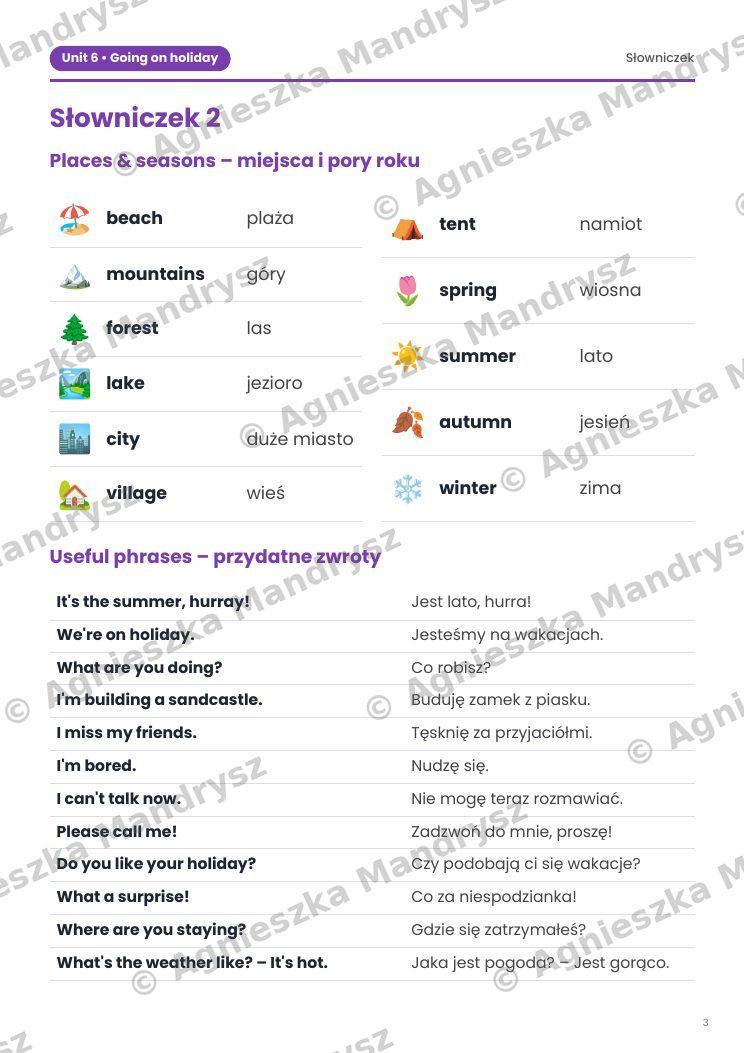 Unit 6 • Going on holiday
Słowniczek
Słowniczek 2
Places & seasons – miejsca i pory roku
beach plaża
mountains góry
forest las
lake jezioro
city duże miasto
village wieś
tent namiot
spring wiosna
summer lato
autumn jesień
winter zima
Useful phrases – przydatne zwroty
It's the summer, hurray! Jest lato, hurra!
We're on holiday. Jesteśmy na wakacjach.
What are you doing? Co robisz?
I'm building a sandcastle. Buduję zamek z piasku.
I miss my friends. Tęsknię za przyjaciółmi.
I'm bored. Nudzę się.
I can't talk now. Nie mogę teraz rozmawiać.
Please call me! Zadzwoń do mnie, proszę!
Do you like your holiday? Czy podobają ci się wakacje?
What a surprise! Co za niespodzianka!
Where are you staying? Gdzie się zatrzymałeś?
What's the weather like? – It's hot. Jaka jest pogoda? – Jest gorąco.
3
© Agnieszka Mandrysz